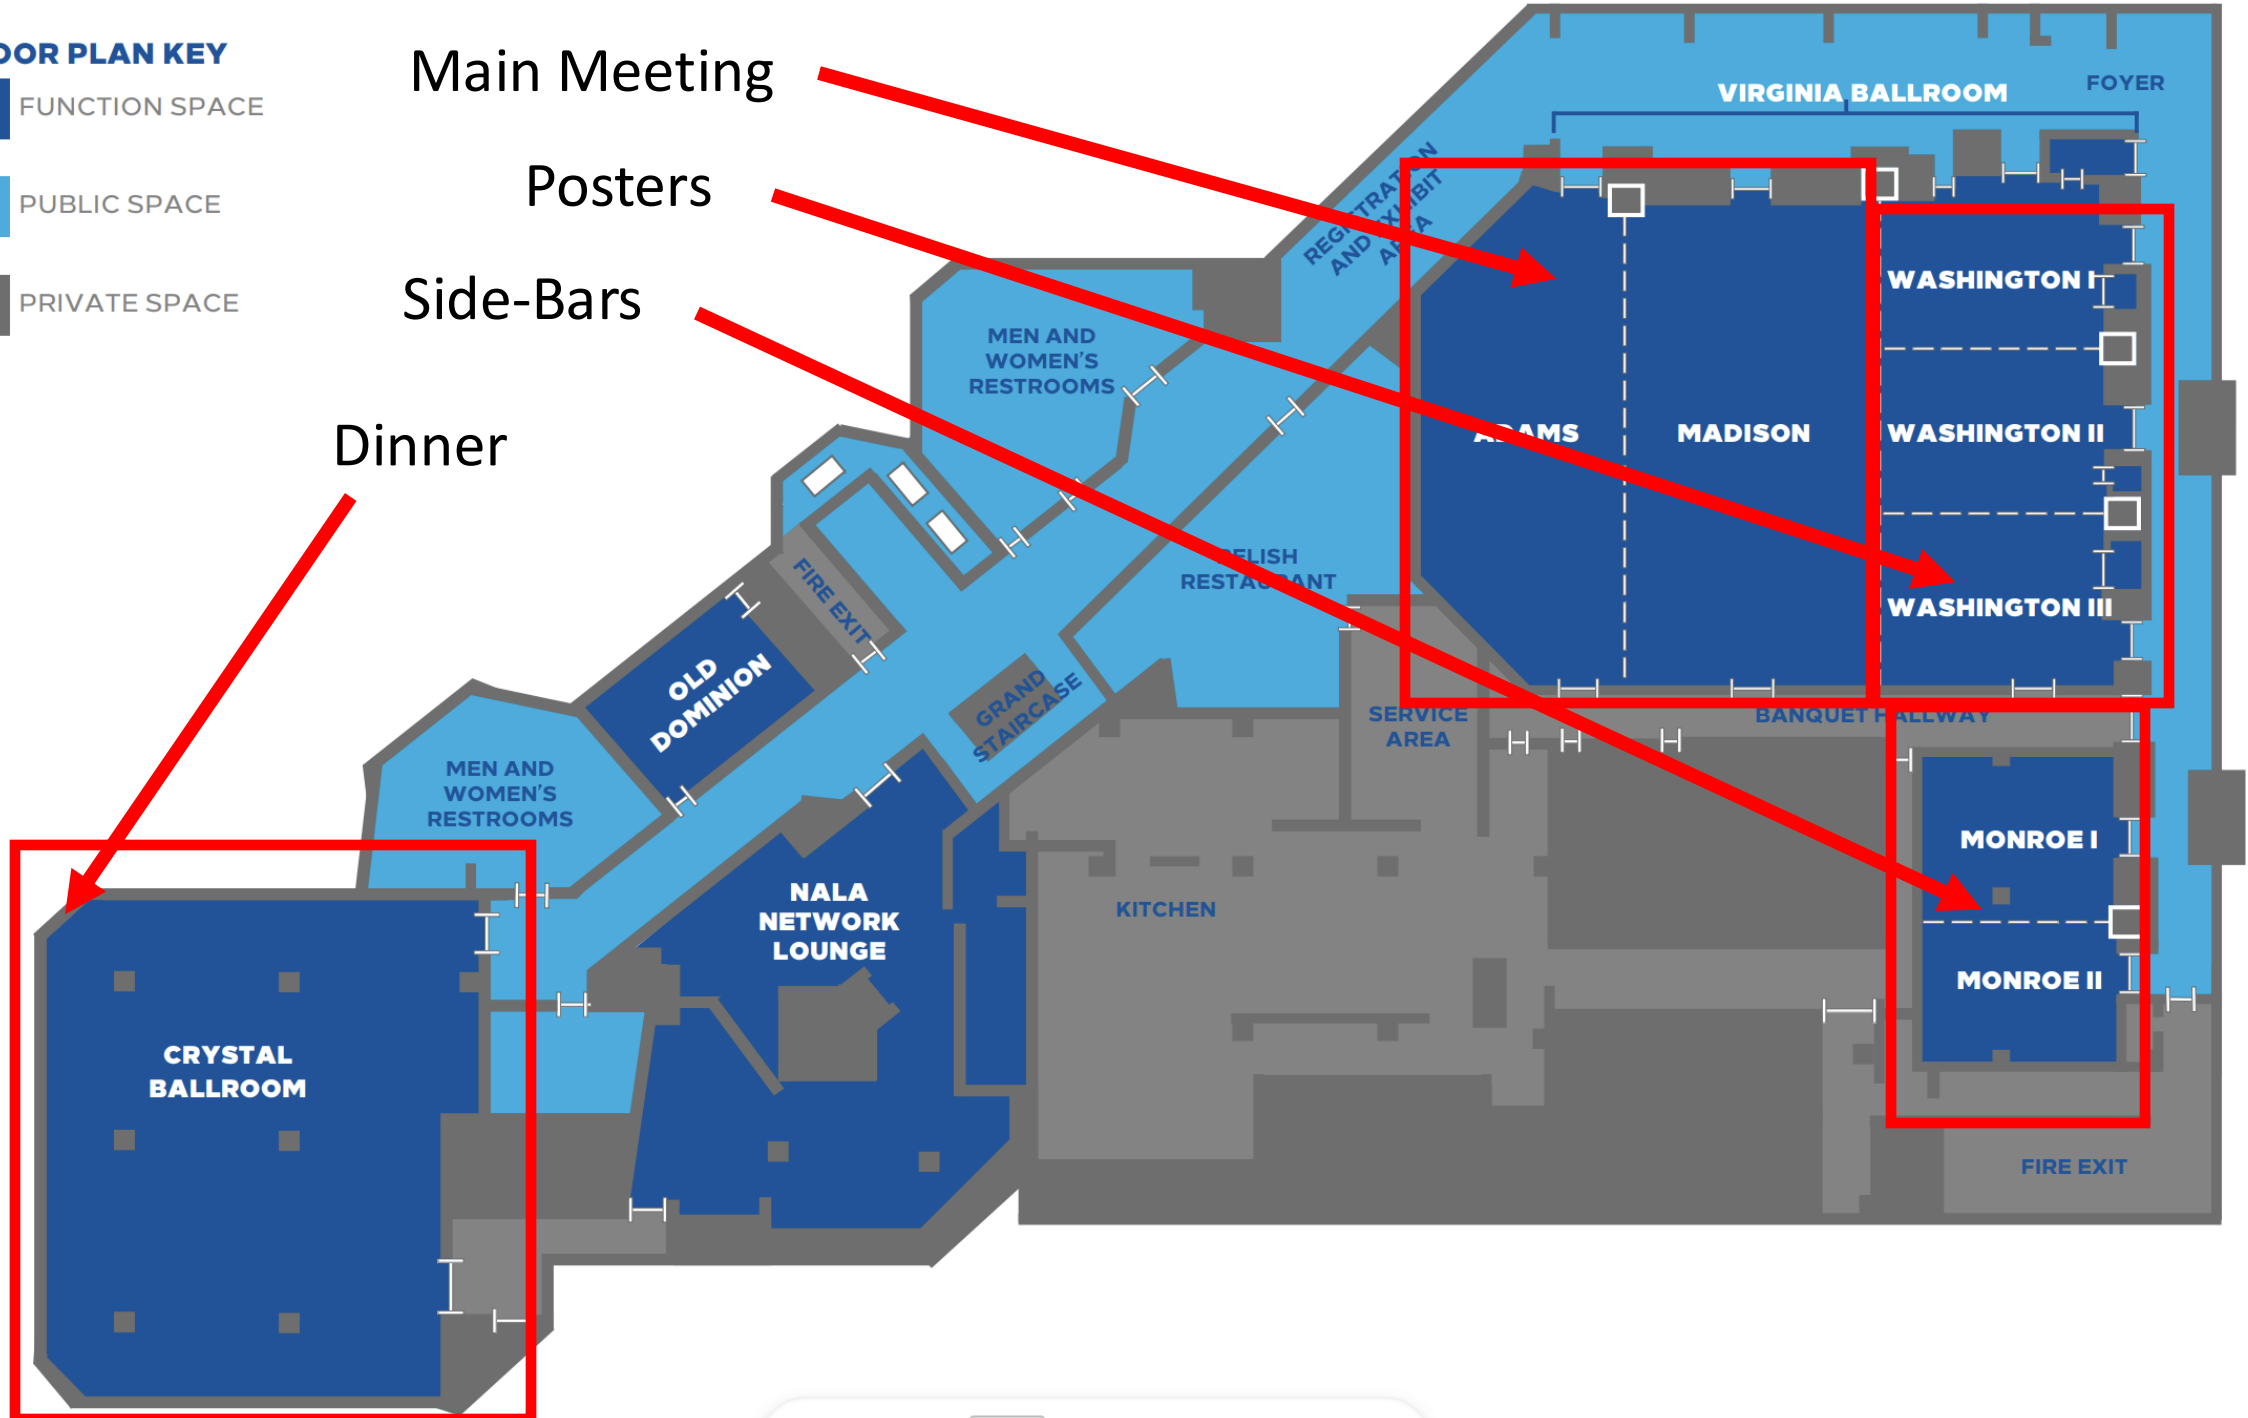 OOR PLAN KEY
FUNCTION SPACE
PUBLIC SPACE
PRIVATE SPACE
Main Meeting
Posters
Side-Bars
Dinner
VIRGINIA BALLROOM
FOYER
REGISTRATION
AND EXHIBIT
AREA
MEN AND
WOMEN'S
RESTROOMS
ADAMS
MADISON
WASHINGTON I
WASHINGTON II
WASHINGTON III
RELISH
RESTAURANT
FIRE EXIT
OLD
DOMINION
GRAND
STAIRCASE
SERVICE
AREA
BANQUET HALLWAY
MEN AND
WOMEN'S
RESTROOMS
NALA
NETWORK
LOUNGE
KITCHEN
MONROE I
MONROE II
CRYSTAL
BALLROOM
FIRE EXIT